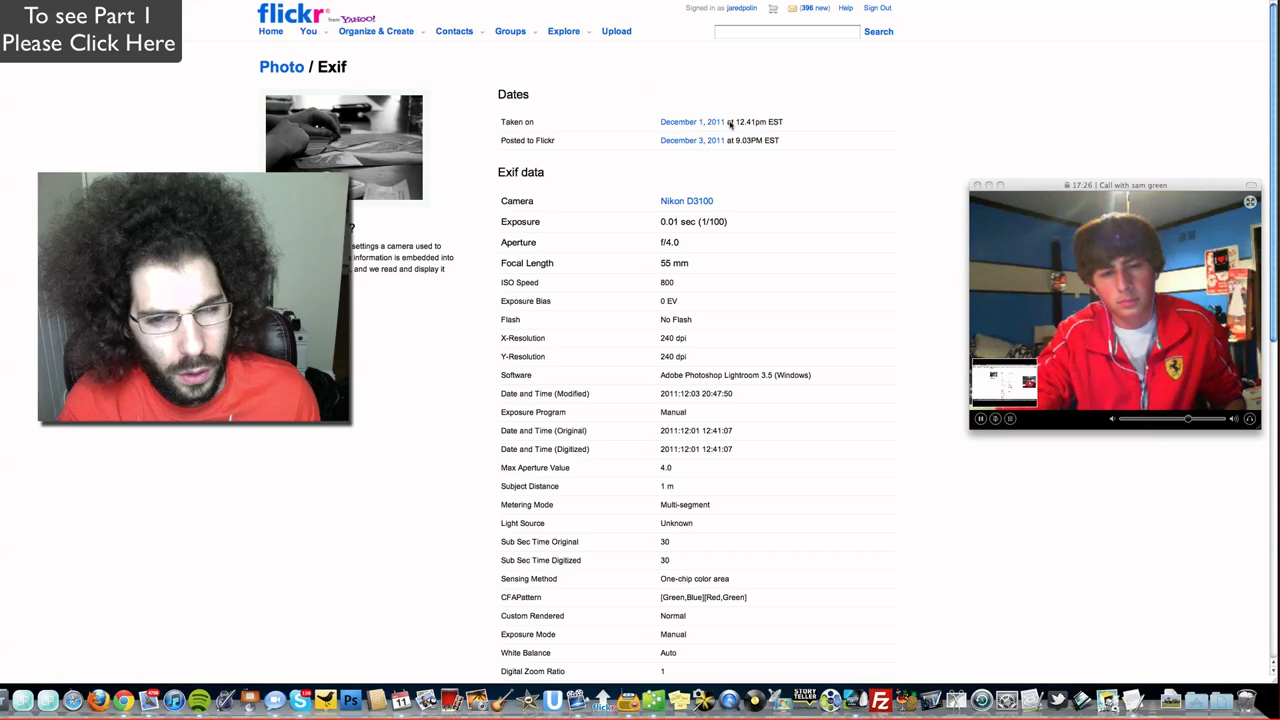 To see Part 1
Please Click Here
flickr from YAHOO!
Signed in as jaredpolin (396 new) Help Sign Out
Home You Organize & Create Contacts Groups Explore Upload Search
Photo / Exif
Dates
Taken on December 1, 2011 at 12.41pm EST
Posted to Flickr December 3, 2011 at 9.03PM EST
Exif data
Camera Nikon D3100
Exposure 0.01 sec (1/100)
Aperture f/4.0
Focal Length 55 mm
ISO Speed 800
Exposure Bias 0 EV
Flash No Flash
X-Resolution 240 dpi
Y-Resolution 240 dpi
Software Adobe Photoshop Lightroom 3.5 (Windows)
Date and Time (Modified) 2011:12:03 20:47:50
Exposure Program Manual
Date and Time (Original) 2011:12:01 12:41:07
Date and Time (Digitized) 2011:12:01 12:41:07
Max Aperture Value 4.0
Subject Distance 1 m
Metering Mode Multi-segment
Light Source Unknown
Sub Sec Time Original 30
Sub Sec Time Digitized 30
Sensing Method One-chip color area
CFAPattern [Green,Blue][Red,Green]
Custom Rendered Normal
Exposure Mode Manual
White Balance Auto
Digital Zoom Ratio 1
?
settings a camera used to
information is embedded into
and we read and display it
17:26 | Call with sam green
STORY
TELLER
flickr